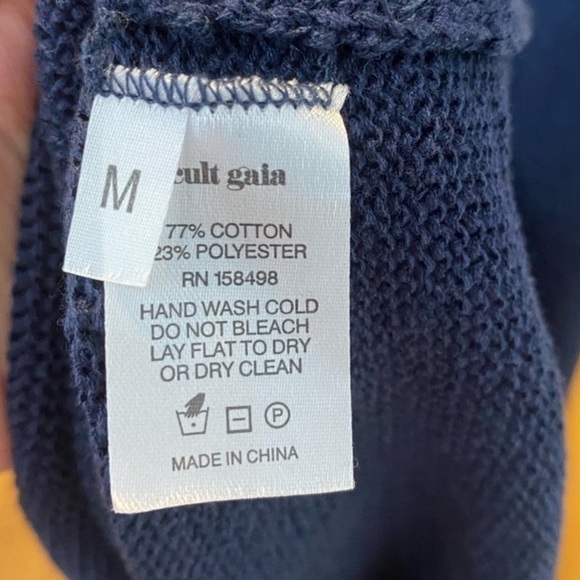 M
cult gaia
77% COTTON
23% POLYESTER
RN 158498
HAND WASH COLD
DO NOT BLEACH
LAY FLAT TO DRY
OR DRY CLEAN
P
MADE IN CHINA